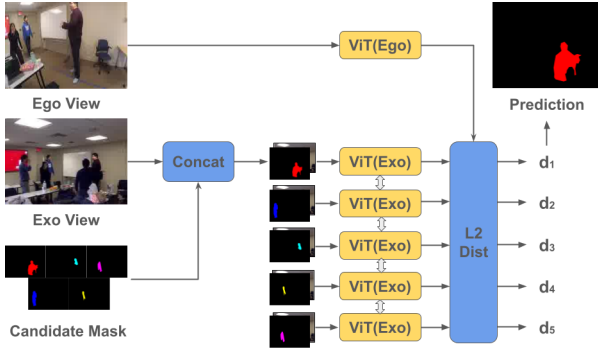 Ego View
ViT(Ego)
Prediction
Exo View
Concat
ViT(Exo)
d1
ViT(Exo)
d2
ViT(Exo)
L2
Dist
d3
ViT(Exo)
d4
Candidate Mask
ViT(Exo)
d5